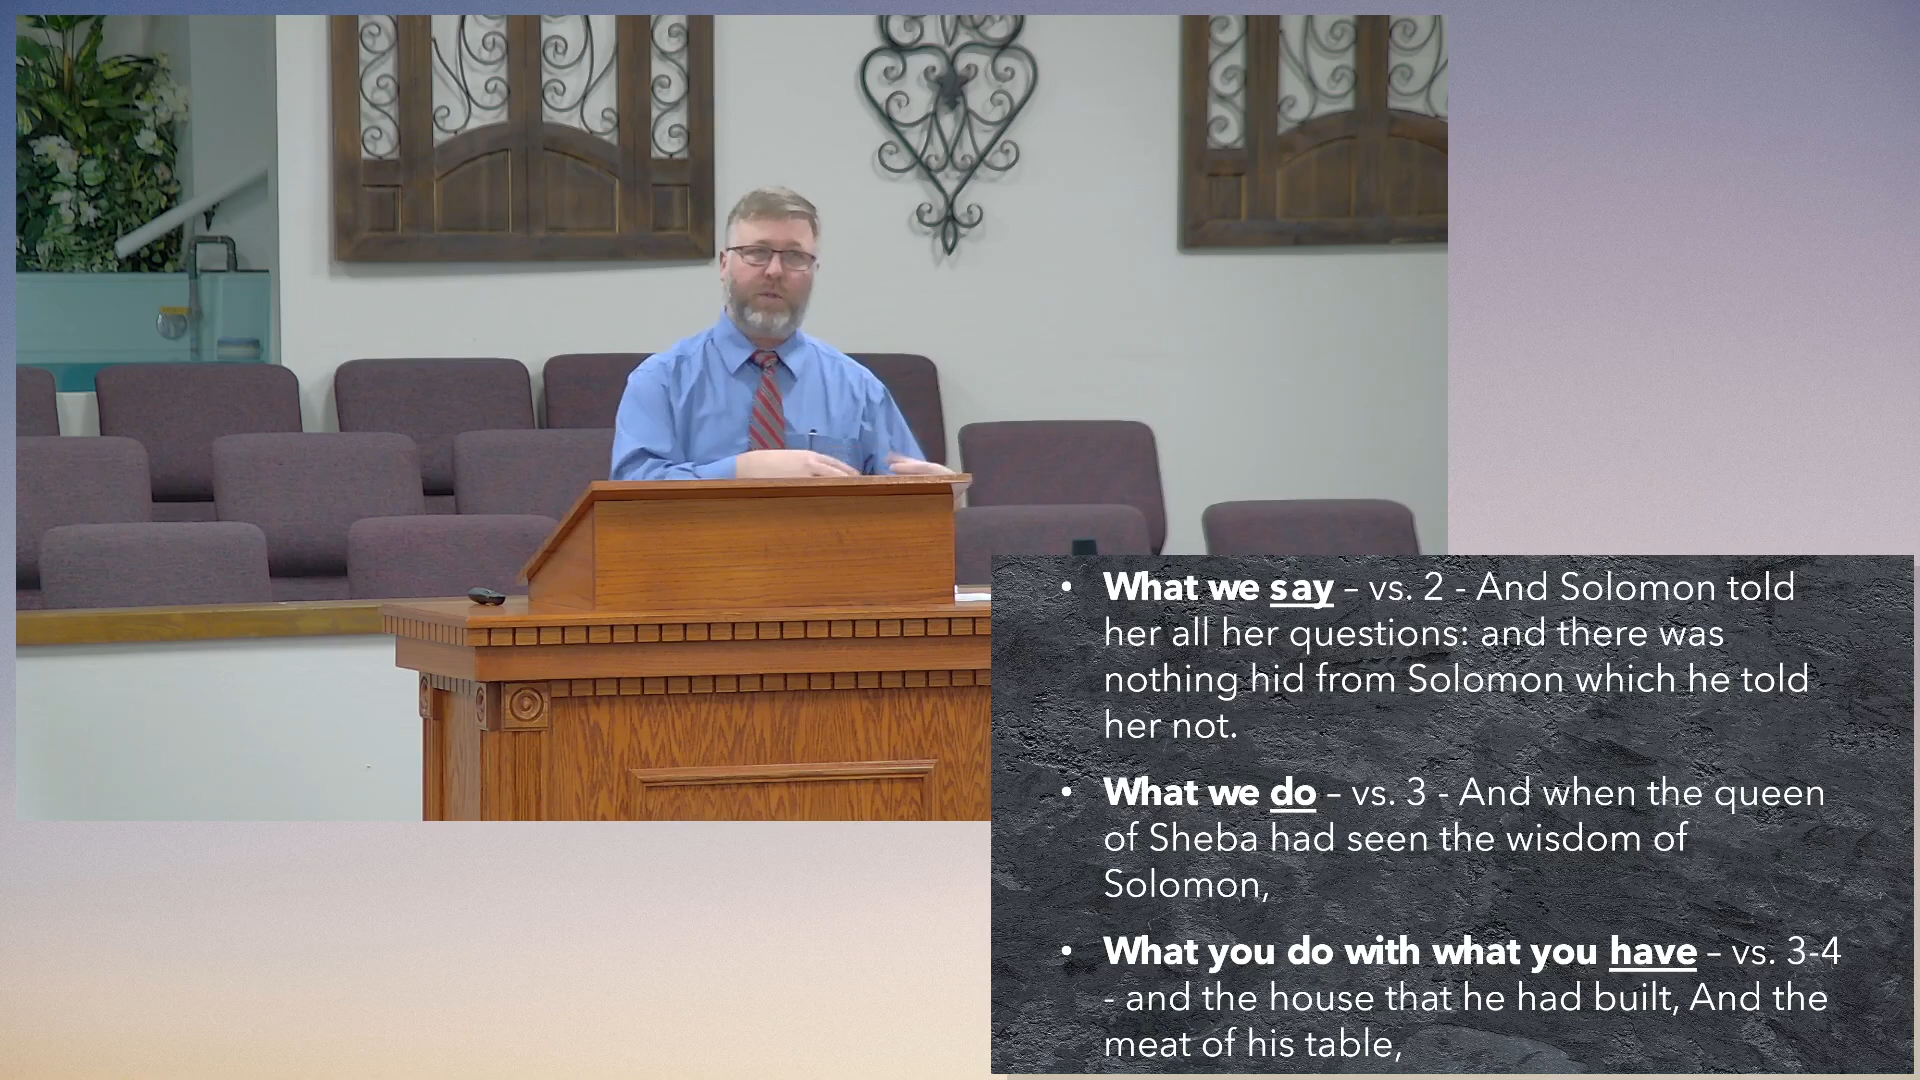 • What we say – vs. 2 - And Solomon told
her all her questions: and there was
nothing hid from Solomon which he told
her not.
• What we do – vs. 3 - And when the queen
of Sheba had seen the wisdom of
Solomon,
• What you do with what you have – vs. 3-4
- and the house that he had built, And the
meat of his table,